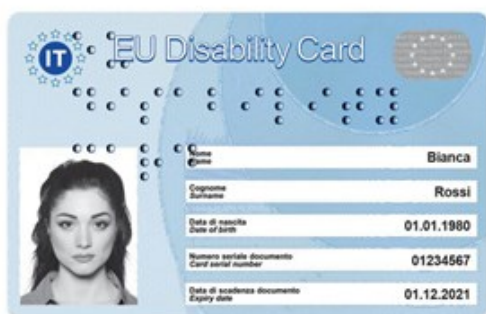 IT
EU Disability Card
Nome
Name
Bianca
Cognome
Surname
Rossi
Data di nascita
Date of birth
01.01.1980
Numero seriale documento
Card serial number
01234567
Data di scadenza documento
Expiry date
01.12.2021